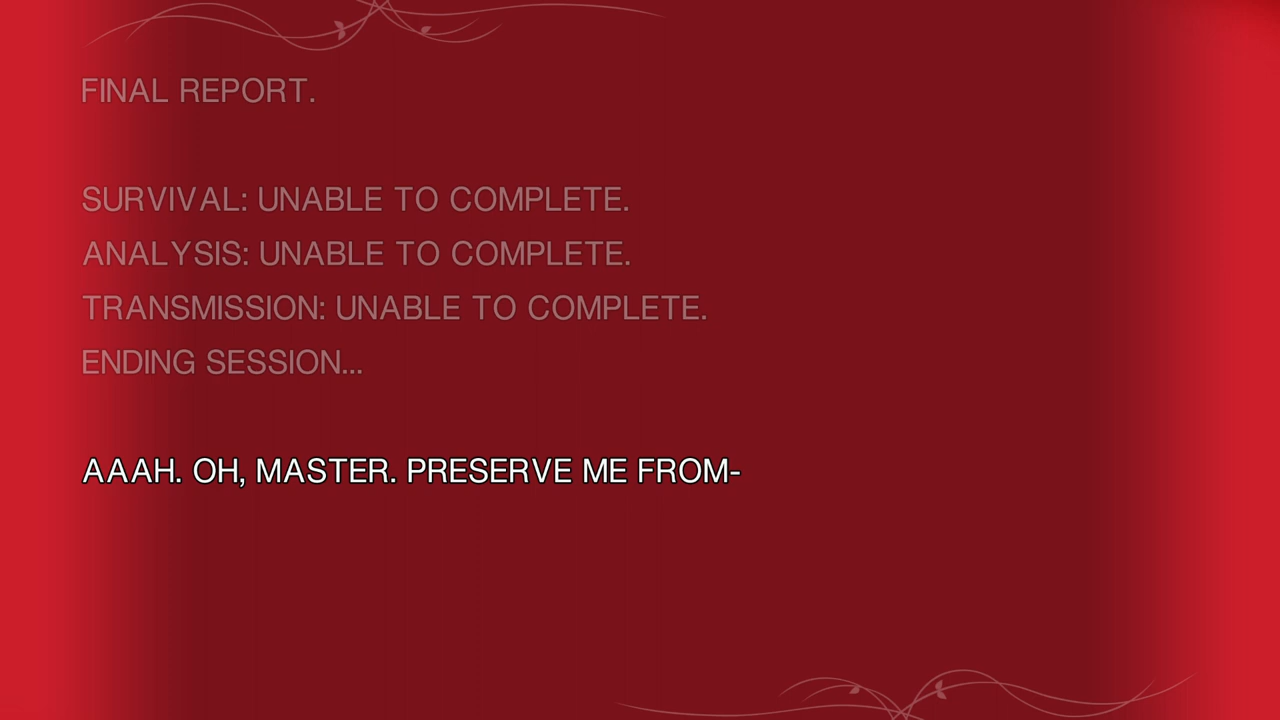 FINAL REPORT.
SURVIVAL: UNABLE TO COMPLETE.
ANALYSIS: UNABLE TO COMPLETE.
TRANSMISSION: UNABLE TO COMPLETE.
ENDING SESSION...
AAAH. OH, MASTER. PRESERVE ME FROM-